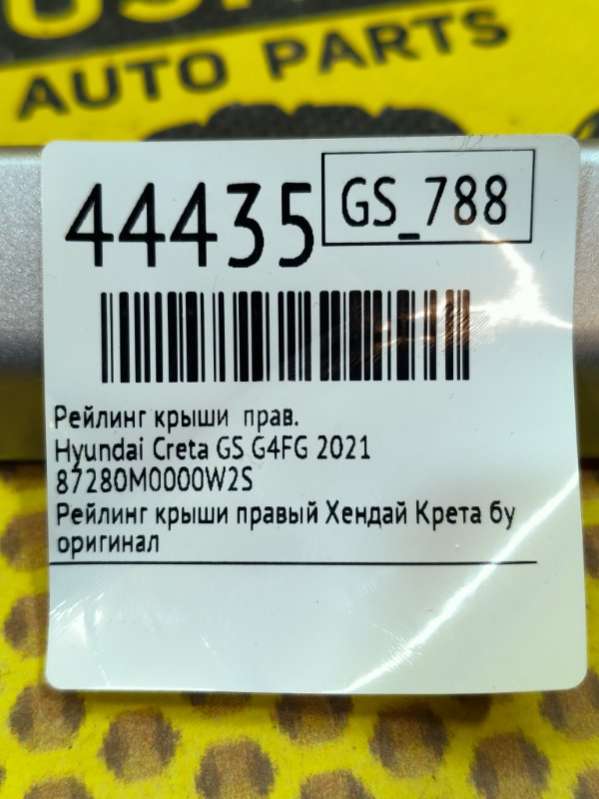 AUTO PARTS
44435
GS_788
Рейлинг крыши прав.
Hyundai Creta GS G4FG 2021
87280M0000W2S
Рейлинг крыши правый Хендай Крета бу
оригинал